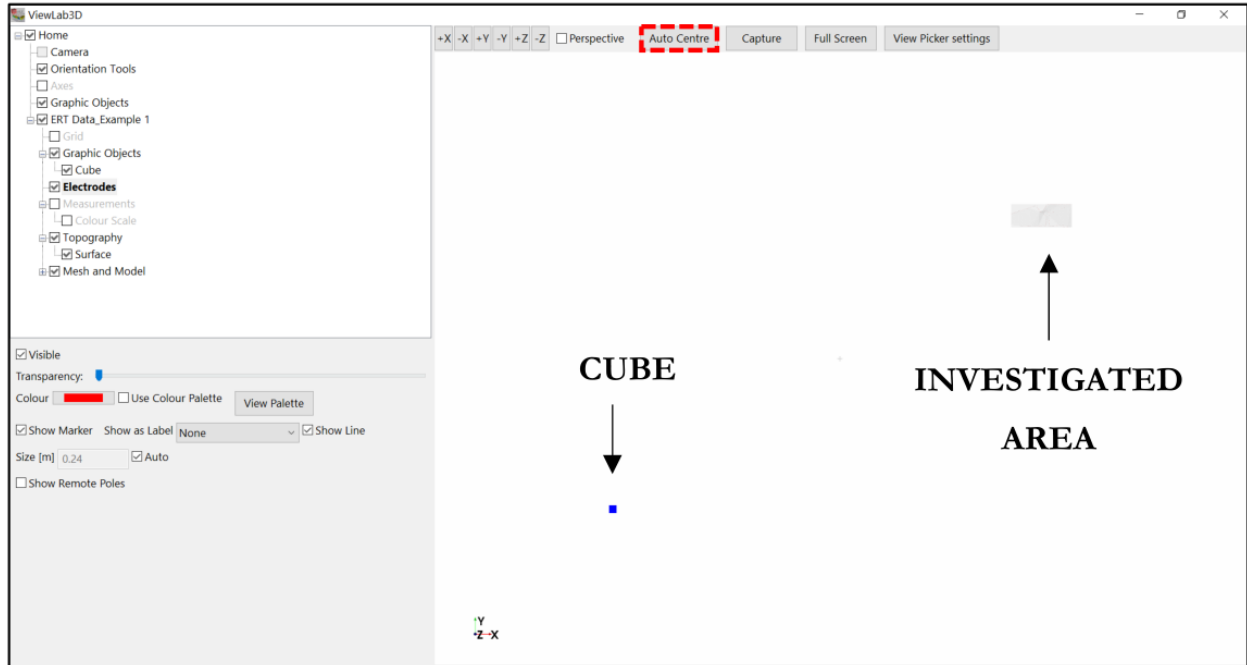 ViewLab3D
Home
Camera
Orientation Tools
Axes
Graphic Objects
ERT Data_Example 1
Grid
Graphic Objects
Cube
Electrodes
Measurements
Colour Scale
Topography
Surface
Mesh and Model
Visible
Transparency:
Colour Use Colour Palette View Palette
Show Marker Show as Label None Show Line
Size [m] 0.24 Auto
Show Remote Poles
+X -X +Y -Y +Z -Z Perspective Auto Centre Capture Full Screen View Picker settings
CUBE
INVESTIGATED
AREA
Y
Z X